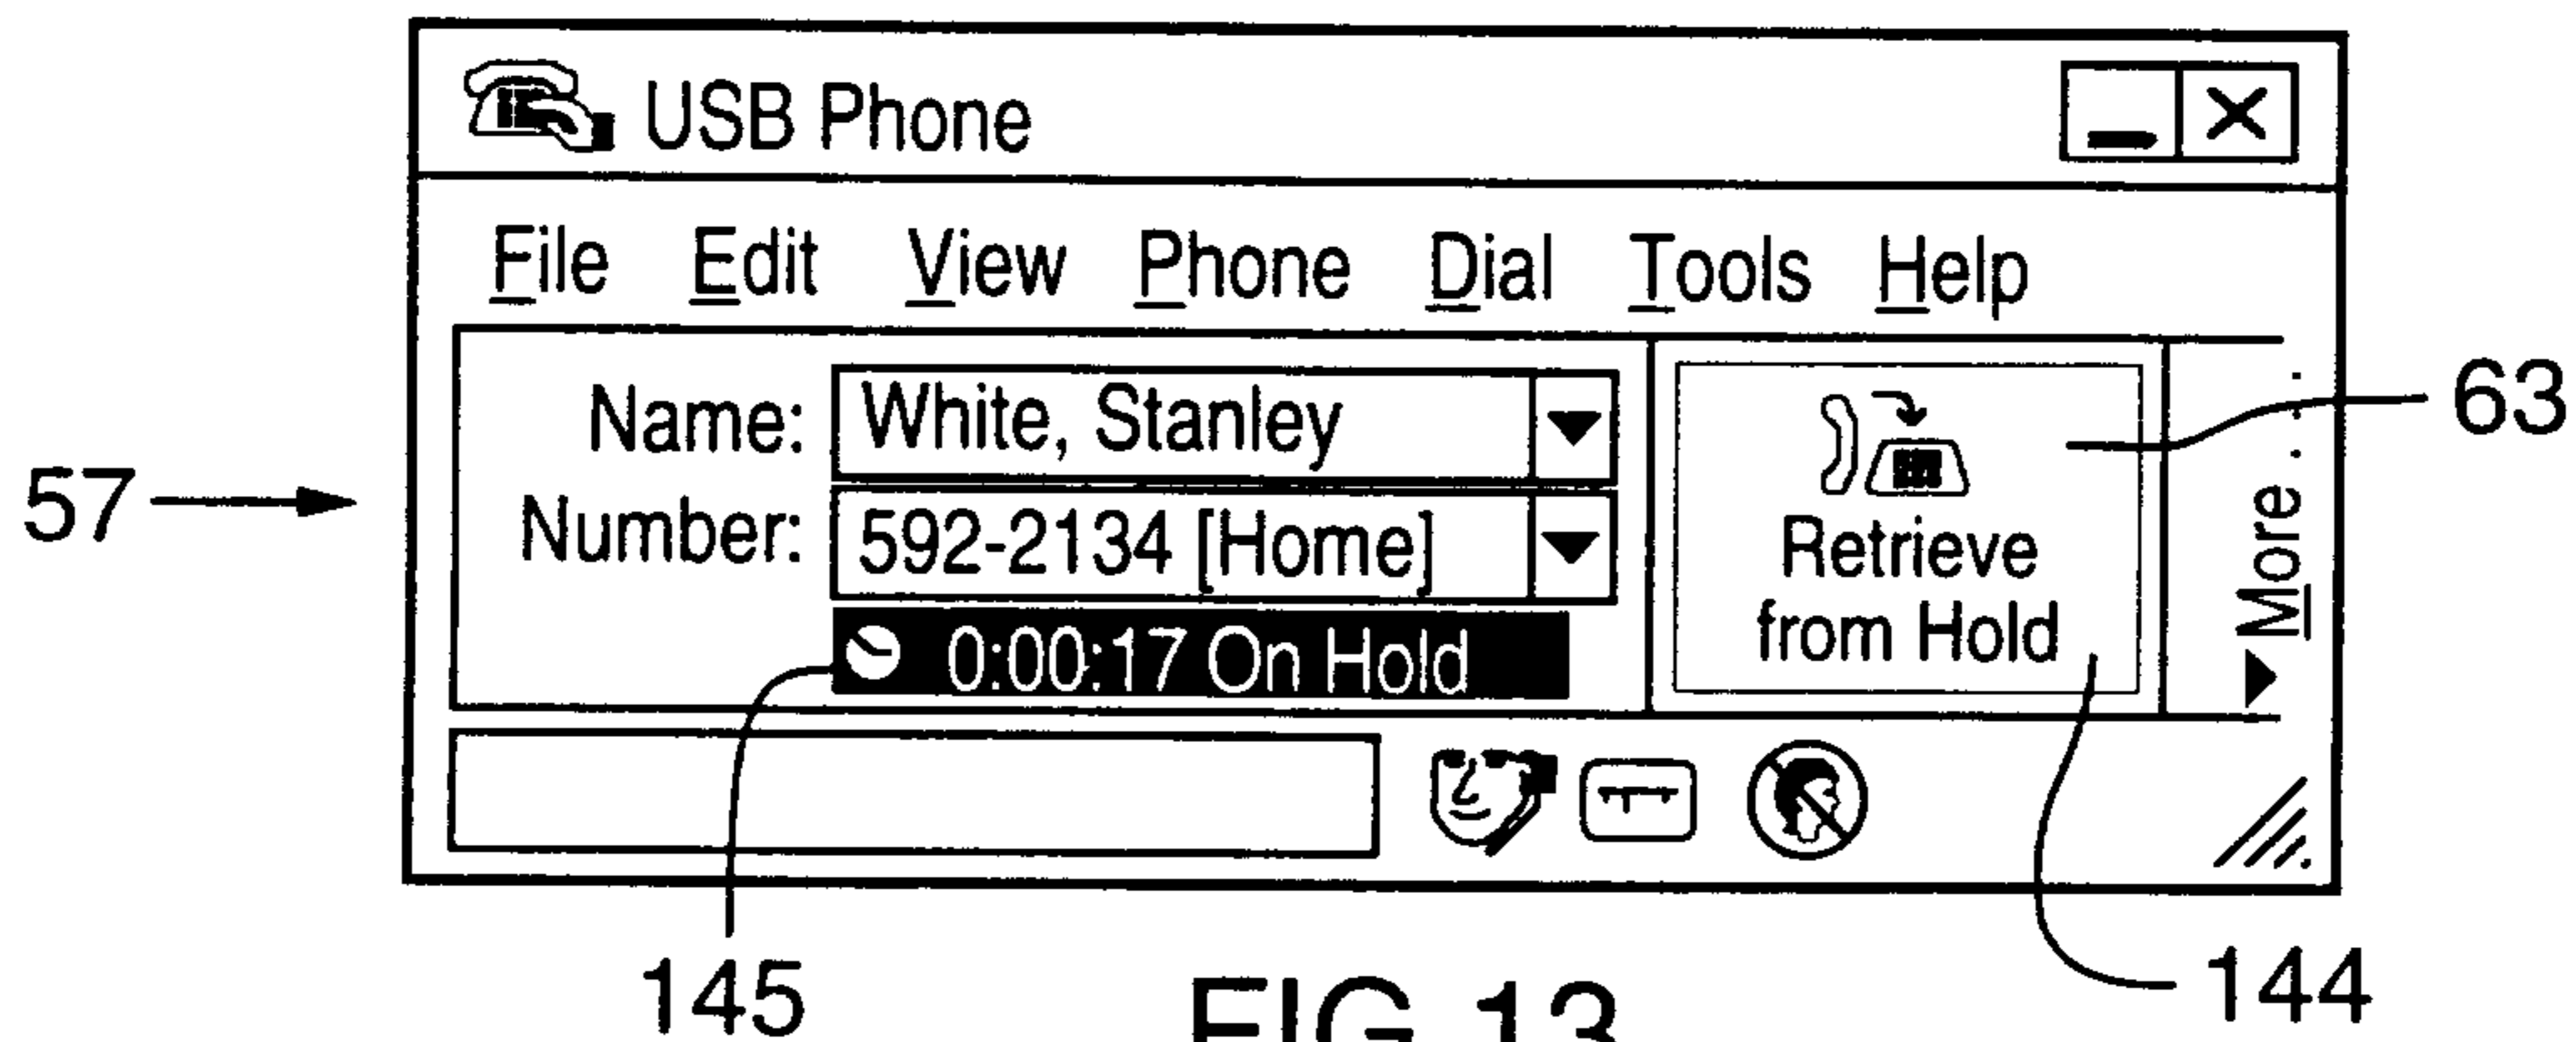 USB Phone
File Edit View Phone Dial Tools Help
Name: White, Stanley
Number: 592-2134 [Home]
0:00:17 On Hold
Retrieve
from Hold
More . . .
57
63
145
144
FIG 13